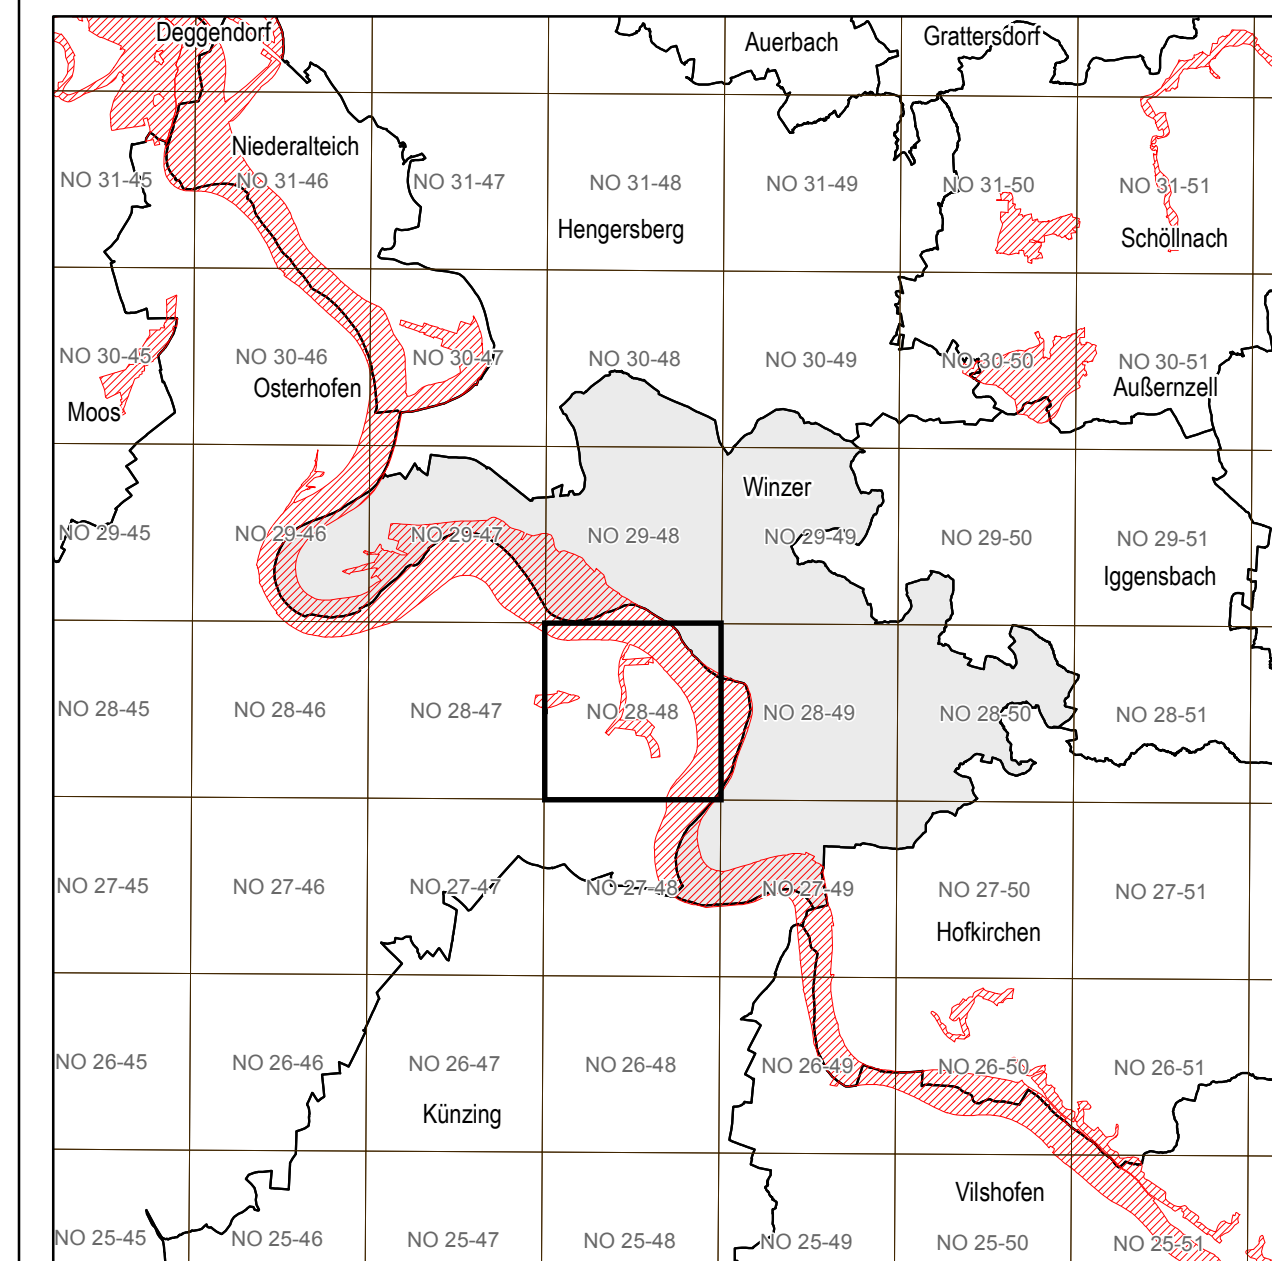 Deggendorf
Auerbach
Grattersdorf
Niederalteich
NO 31-45
NO 31-46
NO 31-47
NO 31-48
NO 31-49
NO 31-50
NO 31-51
Hengersberg
Schöllnach
NO 30-45
NO 30-46
NO 30-47
NO 30-48
NO 30-49
NO 30-50
NO 30-51
Osterhofen
Außernzell
Moos
Winzer
NO 29-45
NO 29-46
NO 29-47
NO 29-48
NO 29-49
NO 29-50
NO 29-51
Iggensbach
NO 28-45
NO 28-46
NO 28-47
NO 28-48
NO 28-49
NO 28-50
NO 28-51
NO 27-45
NO 27-46
NO 27-47
NO 27-48
NO 27-49
NO 27-50
NO 27-51
Hofkirchen
NO 26-45
NO 26-46
NO 26-47
NO 26-48
NO 26-49
NO 26-50
NO 26-51
Künzing
Vilshofen
NO 25-45
NO 25-46
NO 25-47
NO 25-48
NO 25-49
NO 25-50
NO 25-51